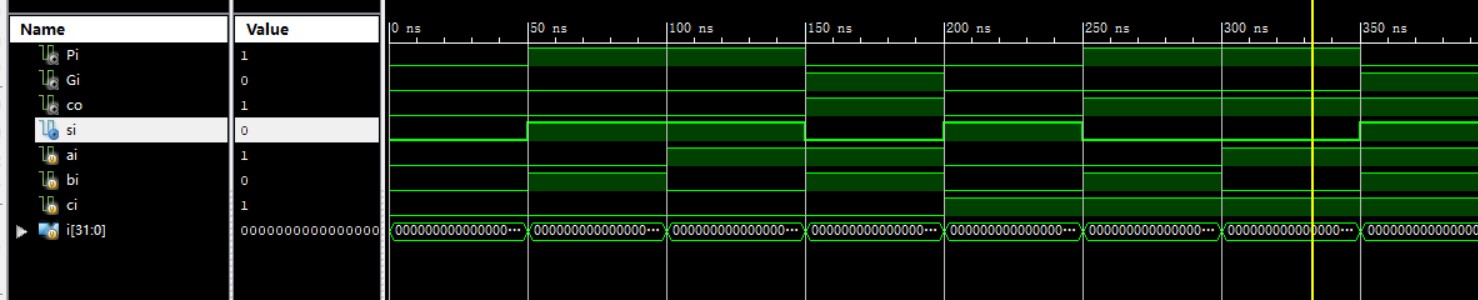 Name Value 0 ns 50 ns 100 ns 150 ns 200 ns 250 ns 300 ns 350 ns
Pi 1
Gi 0
co 1
si 0
ai 1
bi 0
ci 1
i[31:0] 0000000000000000000 000000000000000··· 000000000000000··· 000000000000000··· 000000000000000··· 000000000000000··· 000000000000000··· 000000000000000··· 000000000000000